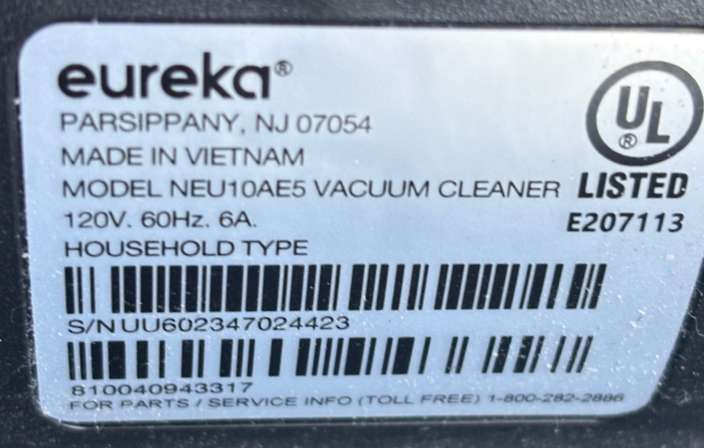 eureka®
PARSIPPANY, NJ 07054
MADE IN VIETNAM
MODEL NEU10AE5 VACUUM CLEANER
120V. 60Hz. 6A.
HOUSEHOLD TYPE
UL®
LISTED
E207113
S/N UU602347024423
810040943317
FOR PARTS / SERVICE INFO (TOLL FREE) 1-800-282-2886